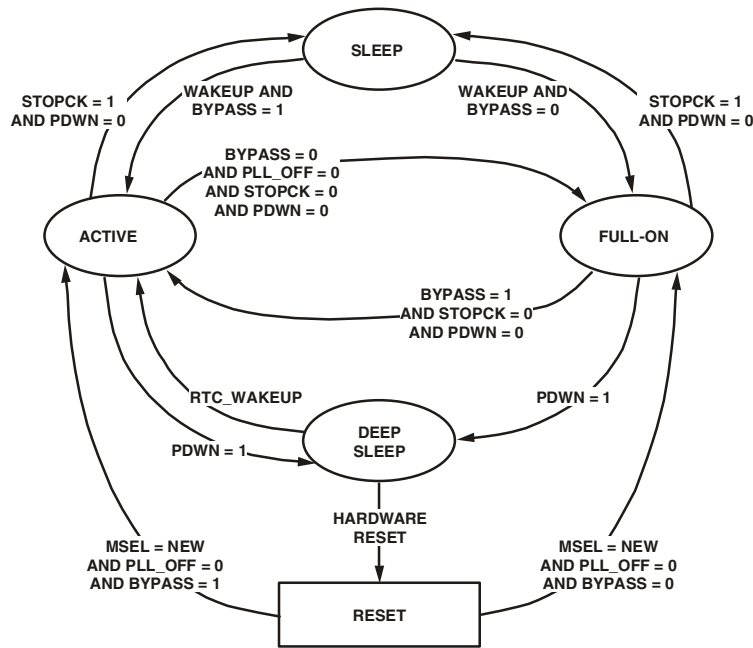 SLEEP
STOPCK = 1
AND PDWN = 0
WAKEUP AND
BYPASS = 1
WAKEUP AND
BYPASS = 0
STOPCK = 1
AND PDWN = 0
BYPASS = 0
AND PLL_OFF = 0
AND STOPCK = 0
AND PDWN = 0
ACTIVE
FULL-ON
BYPASS = 1
AND STOPCK = 0
AND PDWN = 0
RTC_WAKEUP
PDWN = 1
DEEP
SLEEP
PDWN = 1
HARDWARE
RESET
MSEL = NEW
AND PLL_OFF = 0
AND BYPASS = 1
MSEL = NEW
AND PLL_OFF = 0
AND BYPASS = 0
RESET